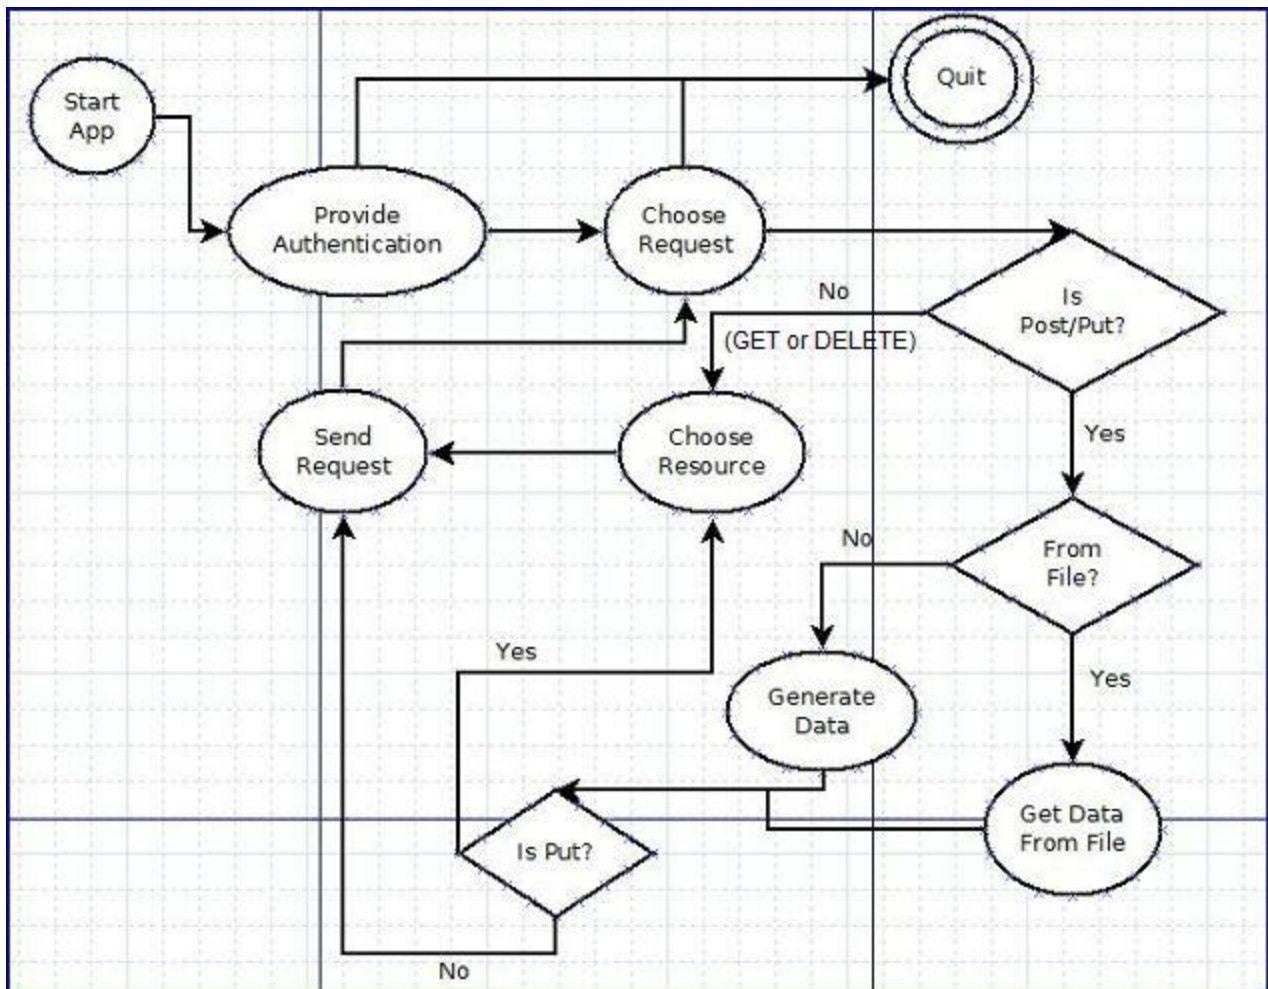 Start
App
Quit
Provide
Authentication
Choose
Request
Is
Post/Put?
No
(GET or DELETE)
Yes
Send
Request
Choose
Resource
From
File?
No
Yes
Yes
Generate
Data
Get Data
From File
Is Put?
No